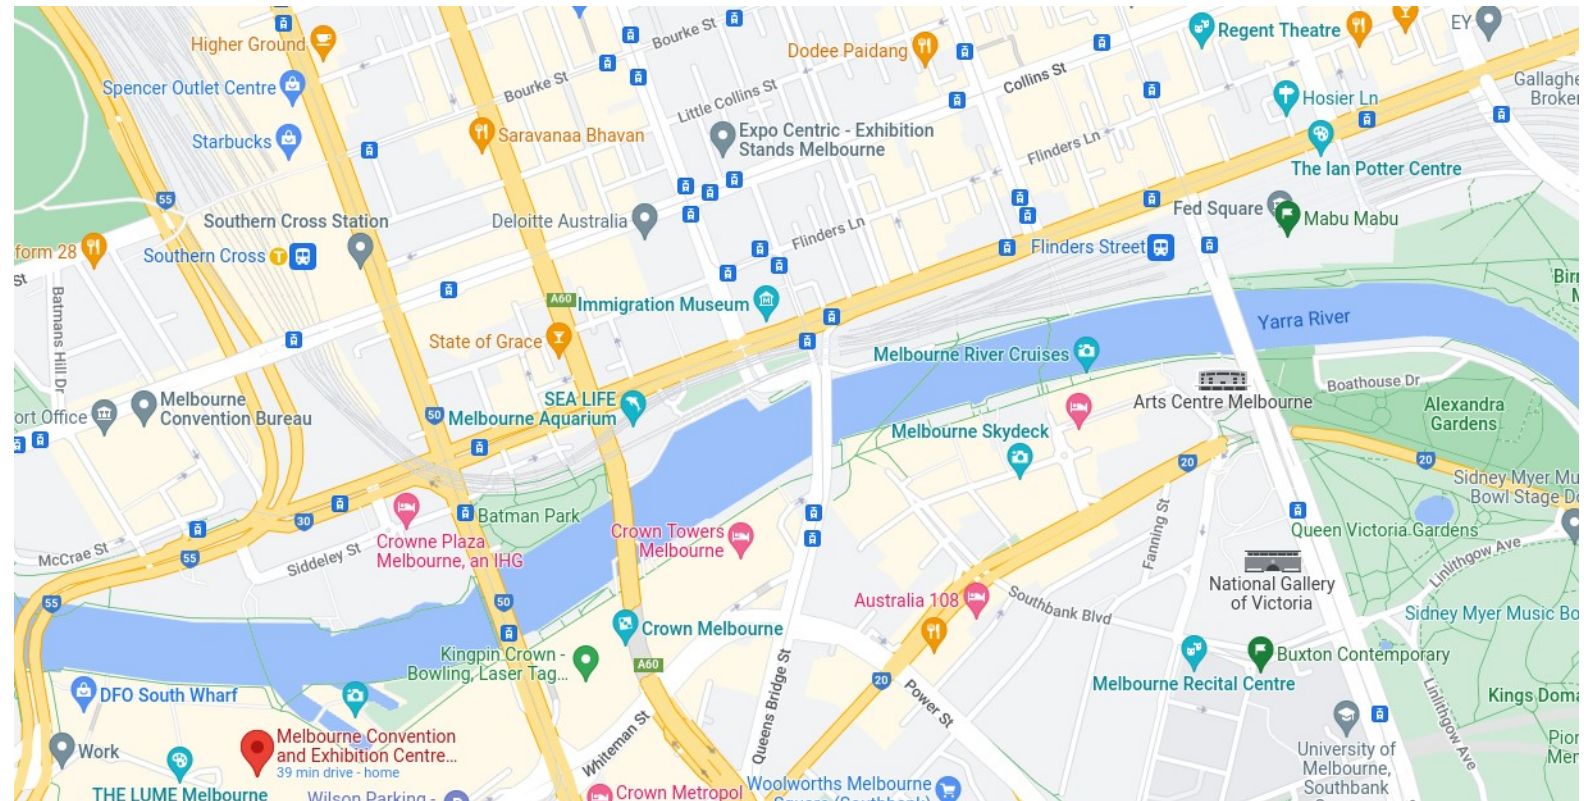 Higher Ground
Bourke St
Dodee Paidang
Regent Theatre
EY
Spencer Outlet Centre
Bourke St
Little Collins St
Collins St
Hosier Ln
Gallaghe
Broker
Starbucks
Saravanaa Bhavan
Expo Centric - Exhibition
Stands Melbourne
Flinders Ln
The Ian Potter Centre
55
Southern Cross Station
Deloitte Australia
Flinders Ln
Fed Square
Mabu Mabu
form 28
Southern Cross
T
Flinders Street
St
Batmans Hill Dr
A60
Immigration Museum
Birr
M
Yarra River
State of Grace
Melbourne River Cruises
Boathouse Dr
Arts Centre Melbourne
Melbourne
Convention Bureau
ort Office
50
SEA LIFE
Melbourne Aquarium
Melbourne Skydeck
Alexandra
Gardens
20
20
Sidney Myer Mu
Bowl Stage Do
30
Crowne Plaza
Melbourne, an IHG
Batman Park
Crown Towers
Melbourne
Fanning St
Queen Victoria Gardens
McCrae St
55
Siddeley St
Linlithgow Ave
National Gallery
of Victoria
55
50
Australia 108
Southbank Blvd
Sidney Myer Music Bo
Crown Melbourne
Kingpin Crown -
Bowling, Laser Tag...
A60
Queens Bridge St
20
Power St
Buxton Contemporary
Melbourne Recital Centre
Linlithgow Ave
Kings Doma
DFO South Wharf
Whiteman St
Melbourne Convention
and Exhibition Centre...
39 min drive - home
Work
University of
Melbourne,
Southbank
Pior
Mer
THE LUME Melbourne
Wilson Parking -
Crown Metropol
Woolworths Melbourne
Square (Southbank)